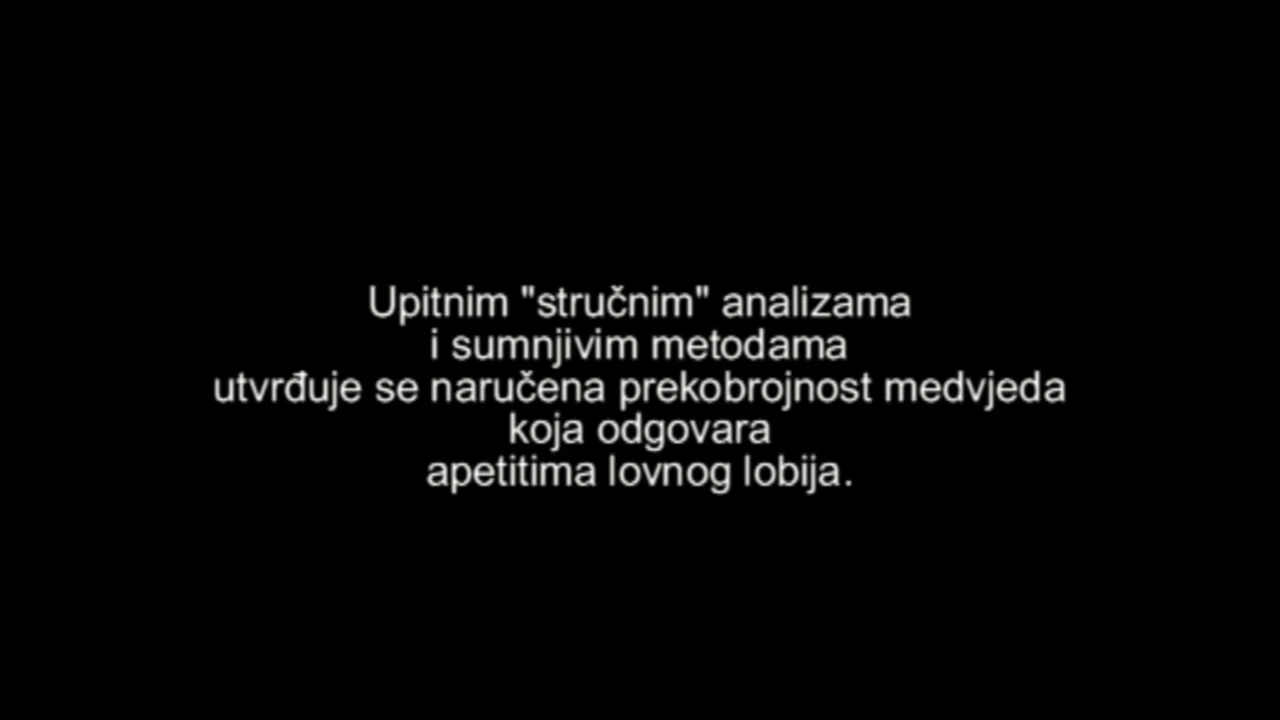 Upitnim "stručnim" analizama
i sumnjivim metodama
utvrđuje se naručena prekobrojnost medvjeda
koja odgovara
apetitima lovnog lobija.